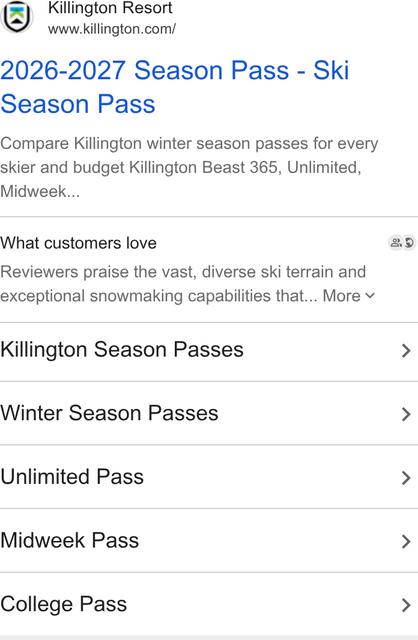 Killington Resort
www.killington.com/
2026-2027 Season Pass - Ski
Season Pass
Compare Killington winter season passes for every
skier and budget Killington Beast 365, Unlimited,
Midweek...
What customers love
Reviewers praise the vast, diverse ski terrain and
exceptional snowmaking capabilities that... More
Killington Season Passes
Winter Season Passes
Unlimited Pass
Midweek Pass
College Pass